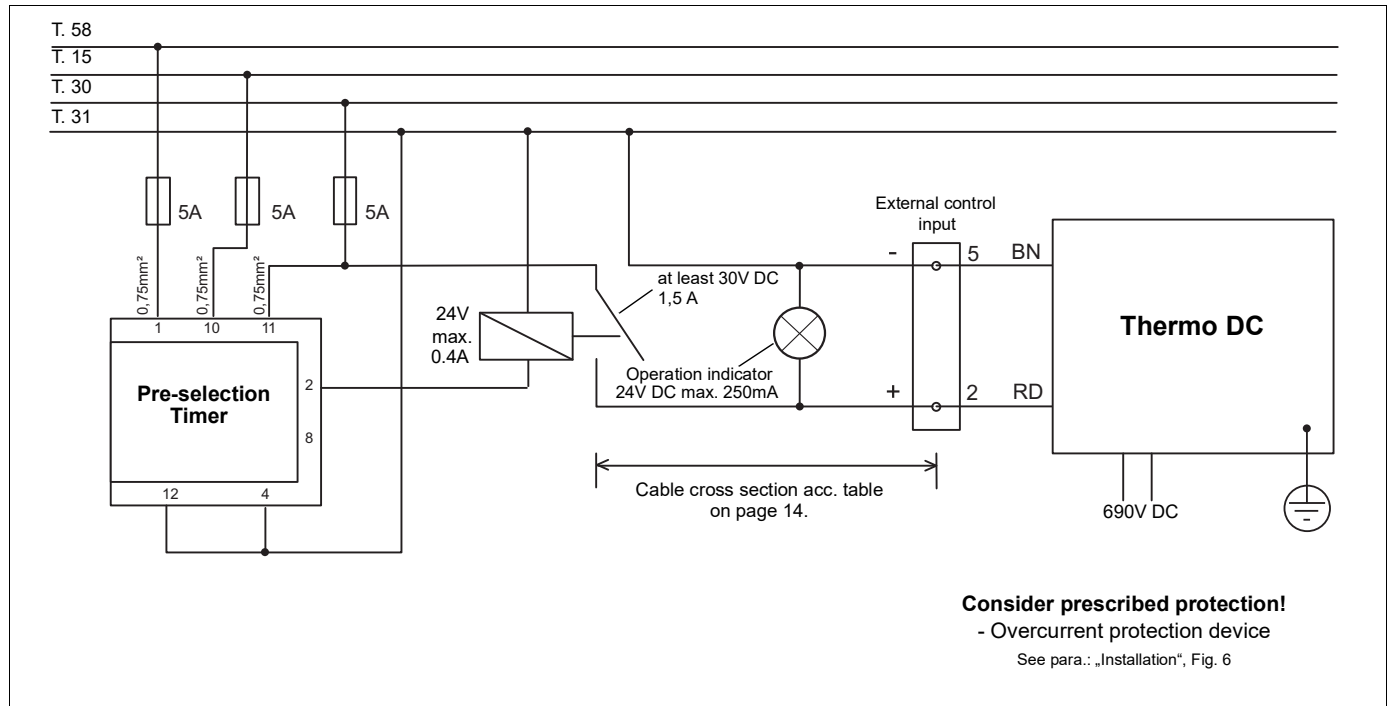 T. 58
T. 15
T. 30
T. 31
5A
5A
5A
0,75mm²
0,75mm²
0,75mm²
1
10
11
Pre-selection
Timer
2
8
12
4
24V
max.
0.4A
at least 30V DC
1,5 A
Operation indicator
24V DC max. 250mA
External control
input
-
5
BN
+
2
RD
Thermo DC
690V DC
Cable cross section acc. table
on page 14.
Consider prescribed protection!
- Overcurrent protection device
See para.: „Installation“, Fig. 6